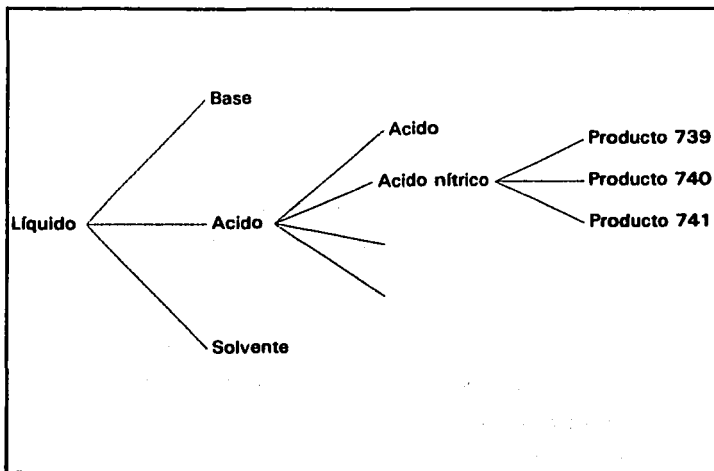 Base
Acido
Producto 739
Acido nítrico
Producto 740
Líquido
Acido
Producto 741
Solvente